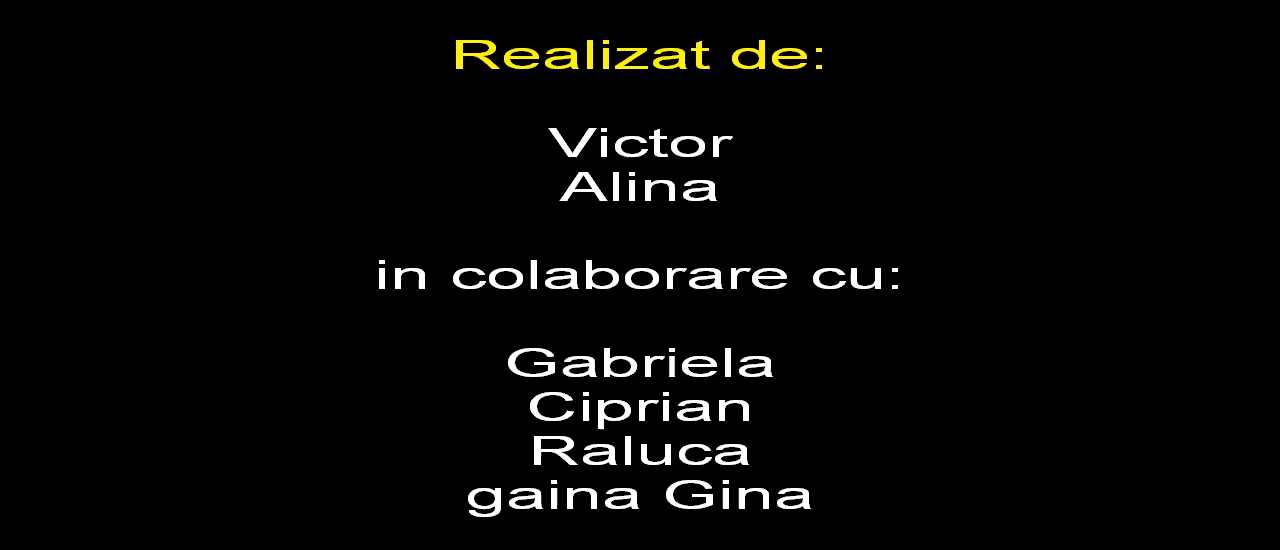 Realizat de:
Victor
Alina
in colaborare cu:
Gabriela
Ciprian
Raluca
gaina Gina